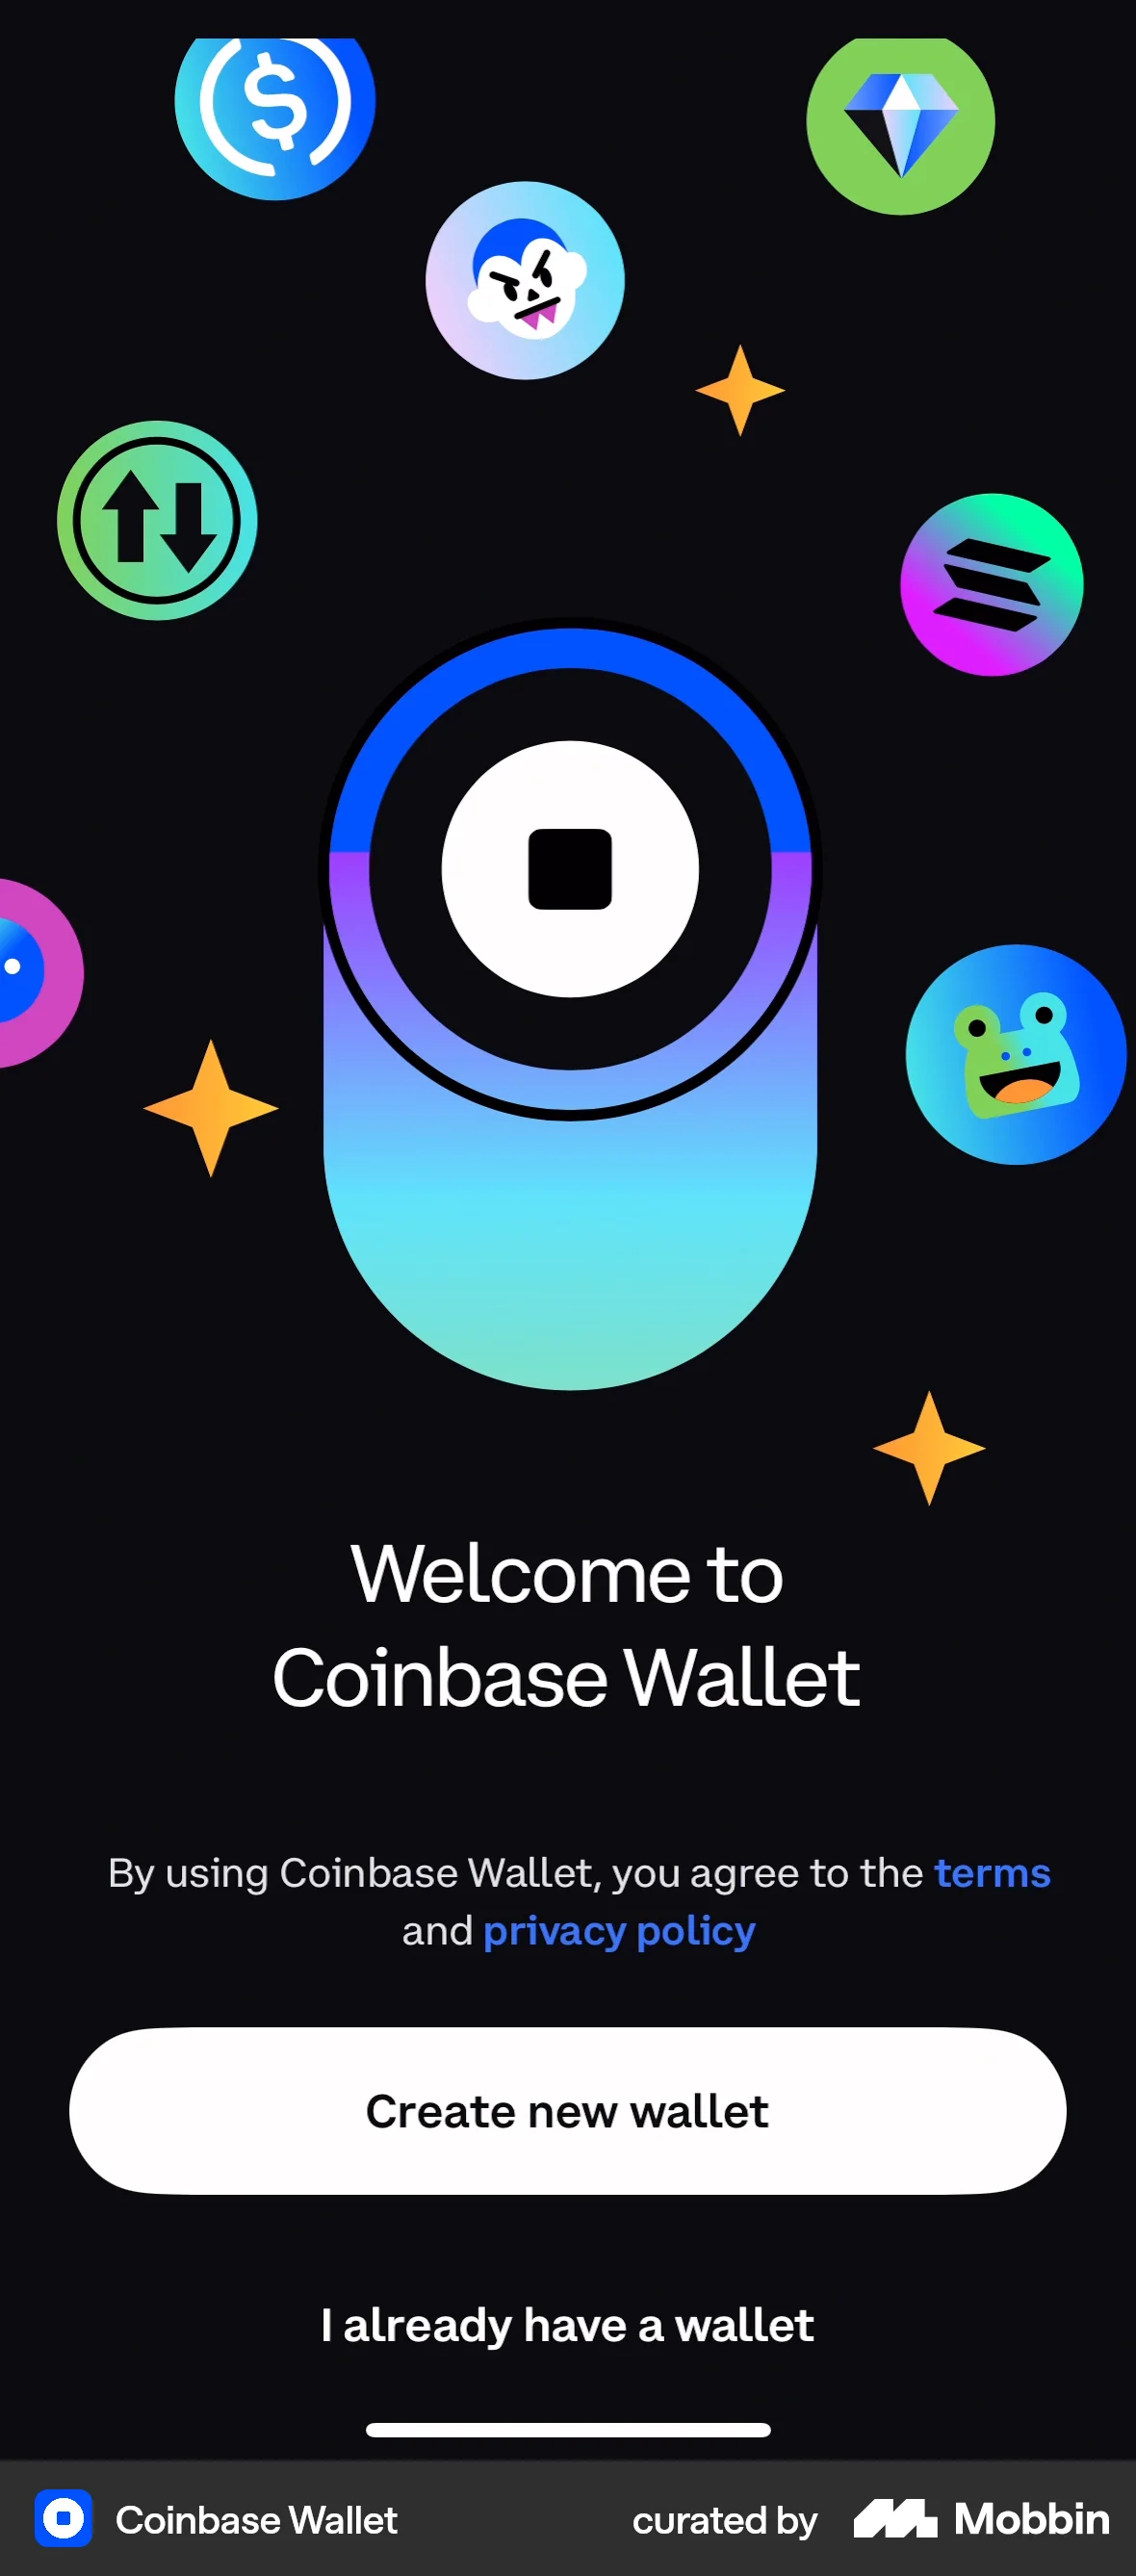 Welcome to
Coinbase Wallet
By using Coinbase Wallet, you agree to the terms
and privacy policy
Create new wallet
I already have a wallet
Coinbase Wallet
curated by Mobbin